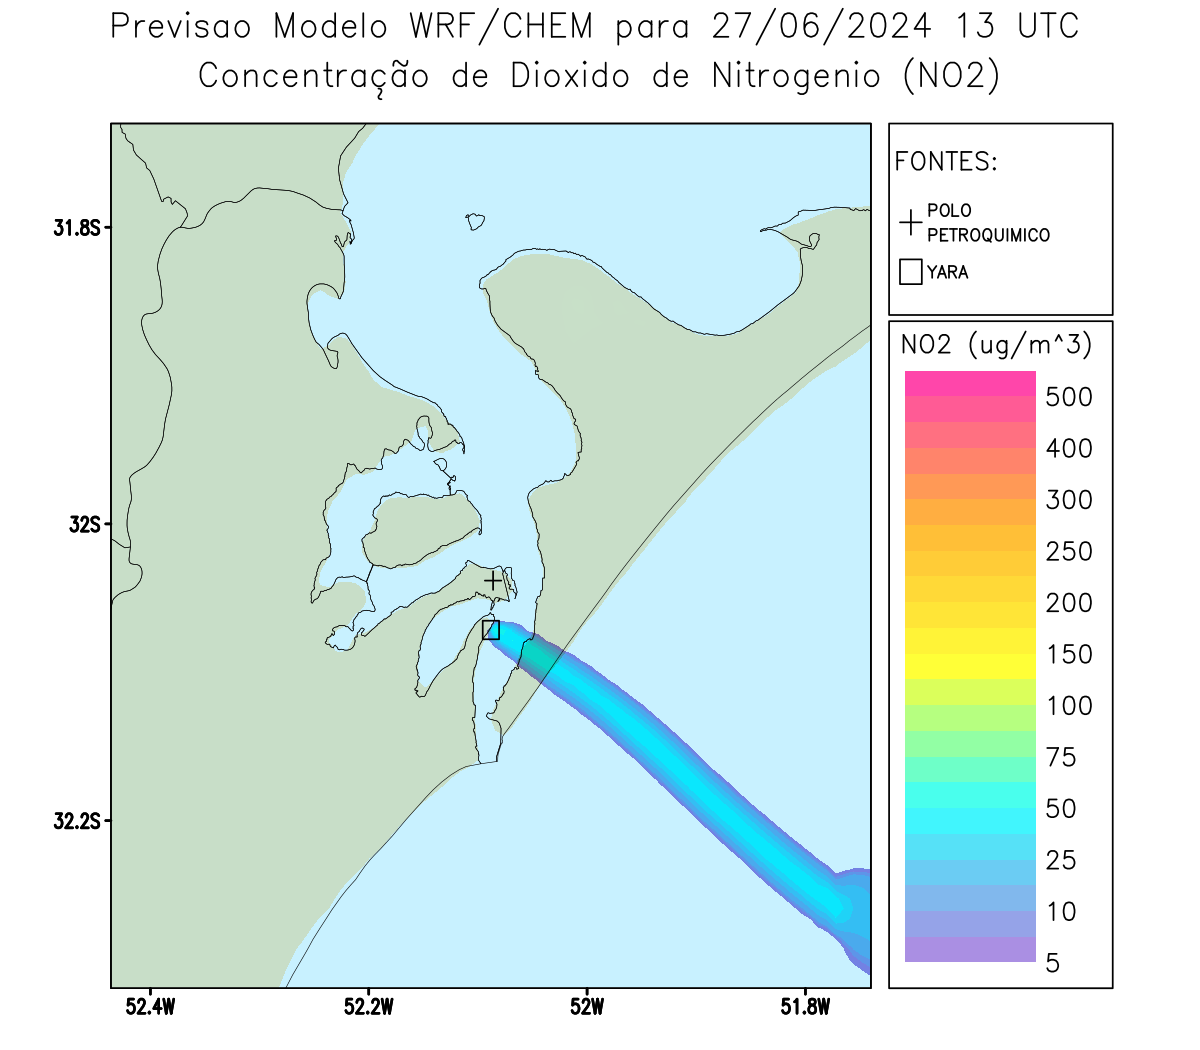 Previsao Modelo WRF/CHEM para 27/06/2024 13 UTC
Concentração de Dioxido de Nitrogenio (NO2)
FONTES:
POLO
PETROQUIMICO
YARA
NO2 (ug/m^3)
500
400
300
250
200
150
100
75
50
25
10
5
31.8S
32S
32.2S
52.4W
52.2W
52W
51.8W